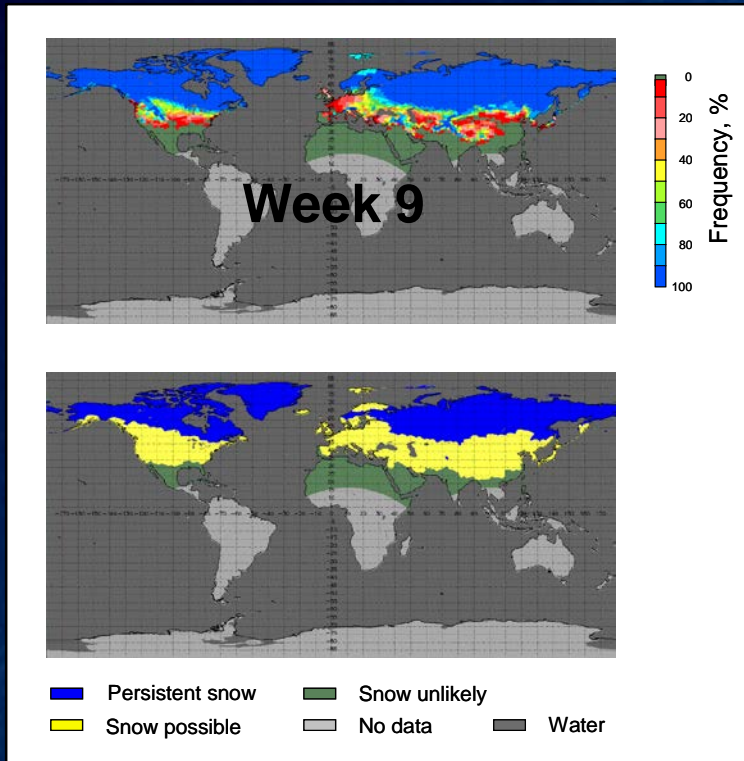 Week 9
0
20
40
60
80
100
Frequency, %
Persistent snow
Snow unlikely
Snow possible
No data
Water